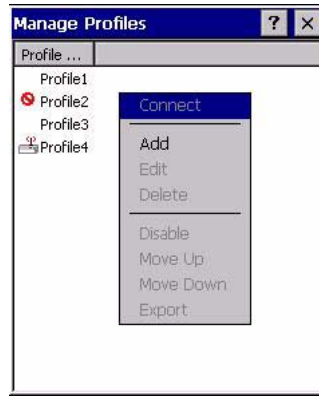 Manage Profiles ? ×
Profile ...
Profile1
Profile2
Profile3
Profile4
Connect
Add
Edit
Delete
Disable
Move Up
Move Down
Export